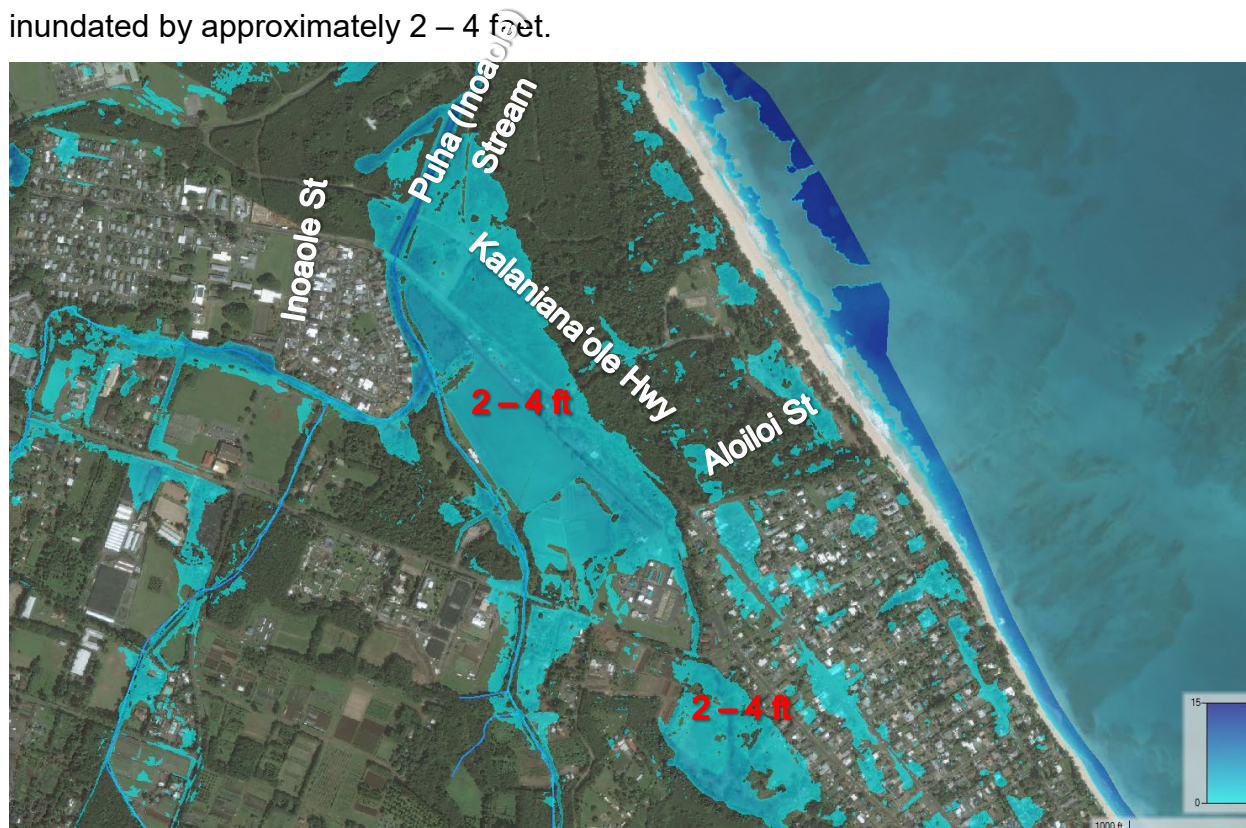 inundated by approximately 2 – 4 feet.
Puha (Inoaole)
Stream
Inoaole St
Kalanianaʻole Hwy
2 – 4 ft
Aloiloi St
2 – 4 ft
15
0
1000 ft